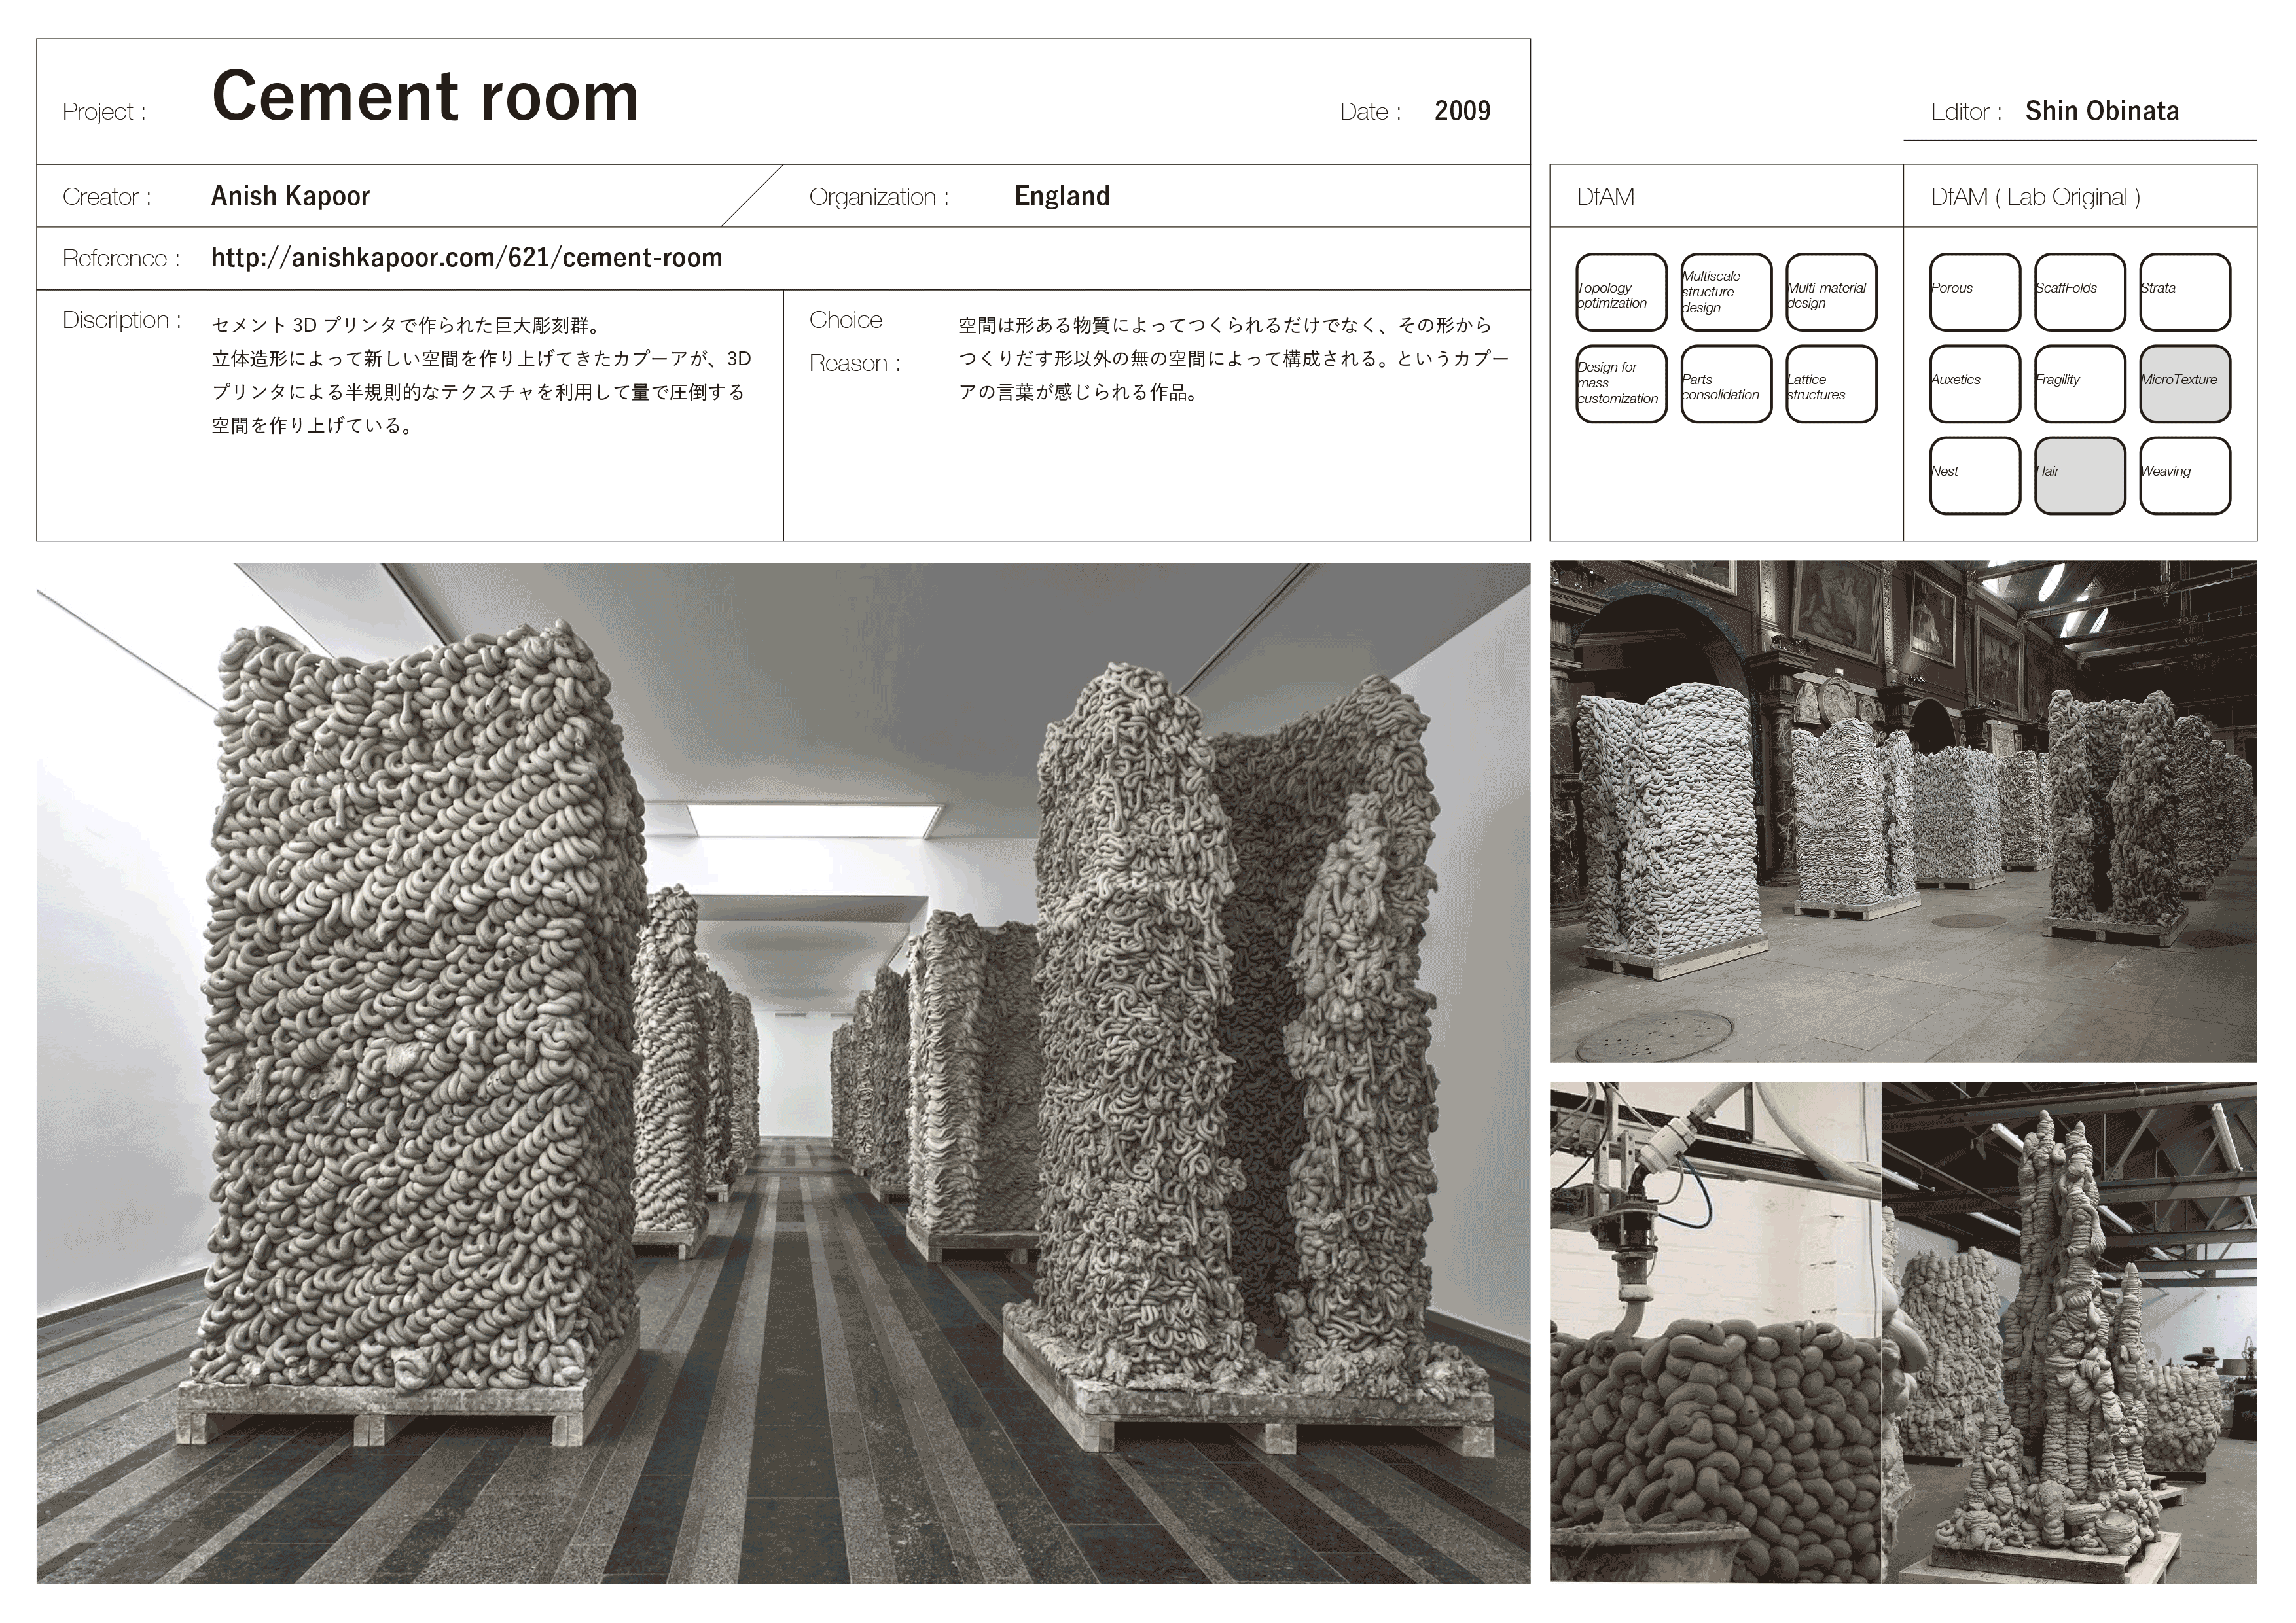 Project : Cement room
Date : 2009
Editor : Shin Obinata
Creator : Anish Kapoor
Organization : England
Reference : http://anishkapoor.com/621/cement-room
Discription :
セメント 3D プリンタで作られた巨大彫刻群。
立体造形によって新しい空間を作り上げてきたカプーアが、3D
プリンタによる半規則的なテクスチャを利用して量で圧倒する
空間を作り上げている。
Choice
Reason :
空間は形ある物質によってつくられるだけでなく、その形から
つくりだす形以外の無の空間によって構成される。というカプー
アの言葉が感じられる作品。
DfAM
Topology
optimization
Multiscale
structure
design
Multi-material
design
Design for
mass
customization
Parts
consolidation
Lattice
structures
DfAM ( Lab Original )
Porous
ScaffFolds
Strata
Auxetics
Fragility
MicroTexture
Nest
Hair
Weaving